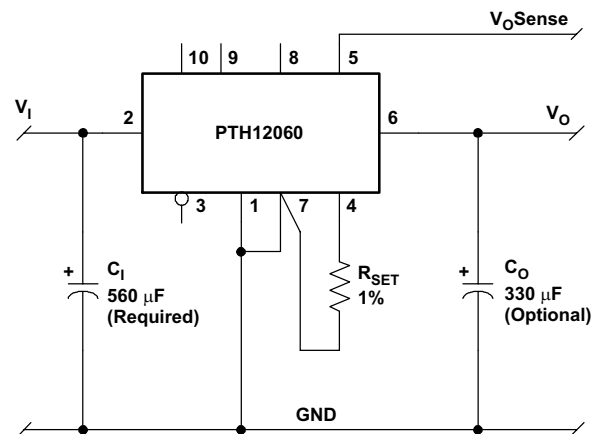 VOSense
10 9 8 5
VI
2
PTH12060
6
VO
3 1 7 4
+ CI
560 μF
(Required)
RSET
1%
+ CO
330 μF
(Optional)
GND